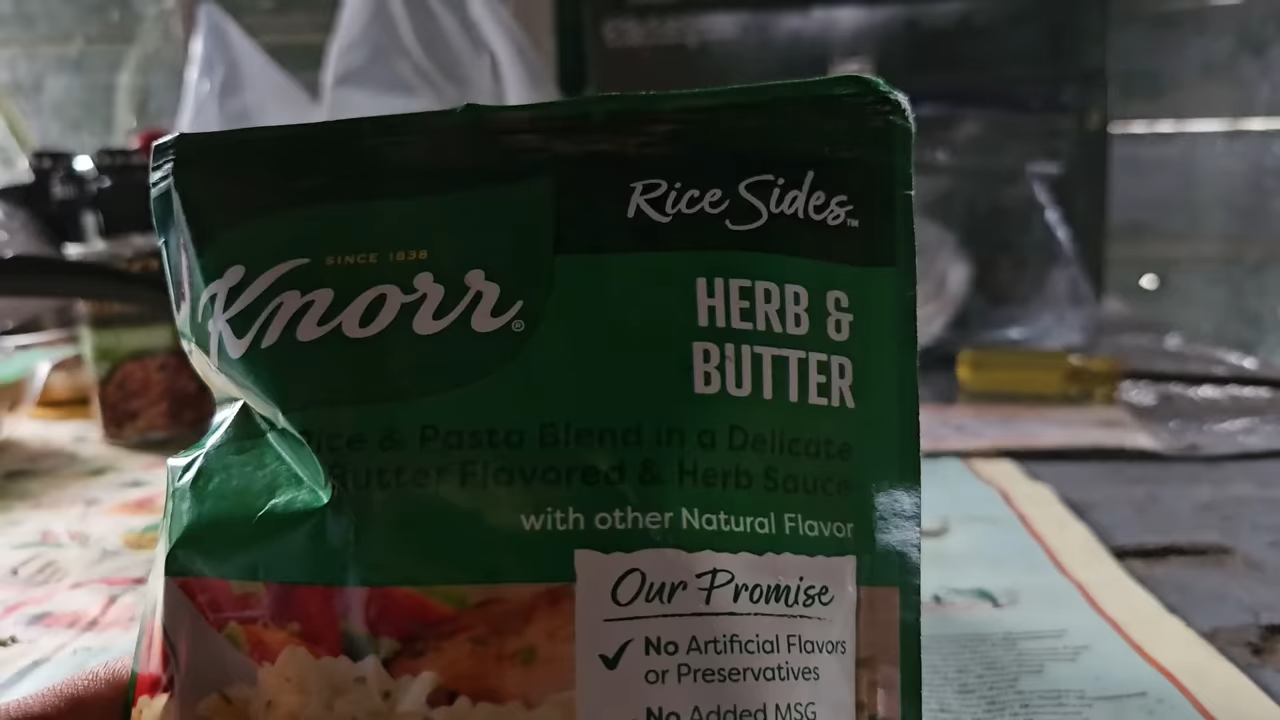 Rice Sides™
SINCE 1838
Knorr®
HERB &
BUTTER
Rice & Pasta Blend in a Delicate
Butter Flavored & Herb Sauce
with other Natural Flavor
Our Promise
✓ No Artificial Flavors
or Preservatives
No Added MSG